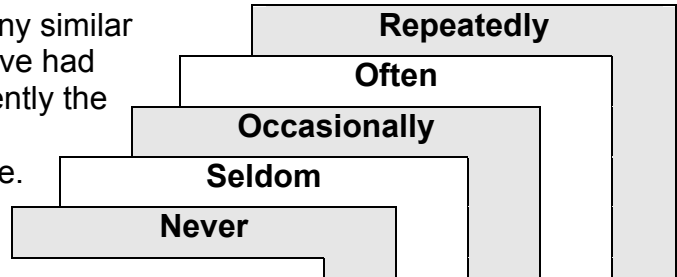 ny similar
ve had
ently the
e.
Repeatedly
Often
Occasionally
Seldom
Never